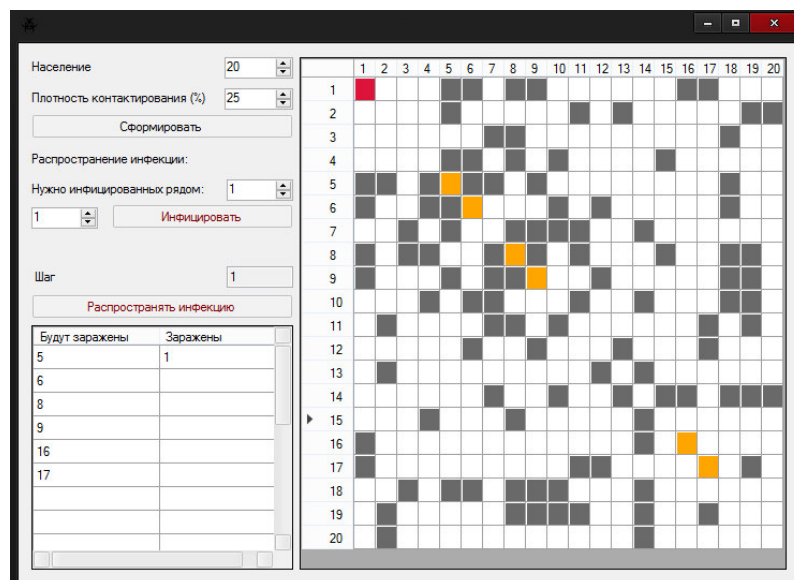 Население 20
Плотность контактирования (%) 25
Сформировать
Распространение инфекции:
Нужно инфицированных рядом: 1
1 Инфицировать
Шаг 1
Распространять инфекцию
Будут заражены Заражены
5 1
6
8
9
16
17
1 2 3 4 5 6 7 8 9 10 11 12 13 14 15 16 17 18 19 20
1
2
3
4
5
6
7
8
9
10
11
12
13
14
15
16
17
18
19
20